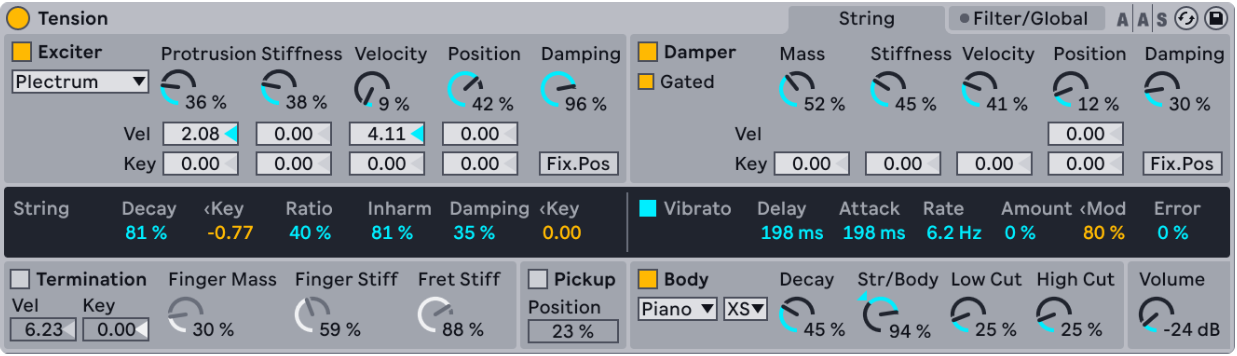 Tension
String
Filter/Global
AAS
Exciter
Protrusion Stiffness Velocity Position Damping
Plectrum
36 % 38 % 9 % 42 % 96 %
Vel 2.08 0.00 4.11 0.00
Key 0.00 0.00 0.00 0.00 Fix.Pos
Damper
Mass Stiffness Velocity Position Damping
Gated
52 % 45 % 41 % 12 % 30 %
Vel 0.00
Key 0.00 0.00 0.00 0.00 Fix.Pos
String Decay ‹Key Ratio Inharm Damping ‹Key
81 % -0.77 40 % 81 % 35 % 0.00
Vibrato Delay Attack Rate Amount ‹Mod Error
198 ms 198 ms 6.2 Hz 0 % 80 % 0 %
Termination Finger Mass Finger Stiff Fret Stiff
Vel Key
6.23 0.00 30 % 59 % 88 %
Pickup
Position
23 %
Body Decay Str/Body Low Cut High Cut
Piano XS 45 % 94 % 25 % 25 %
Volume
-24 dB